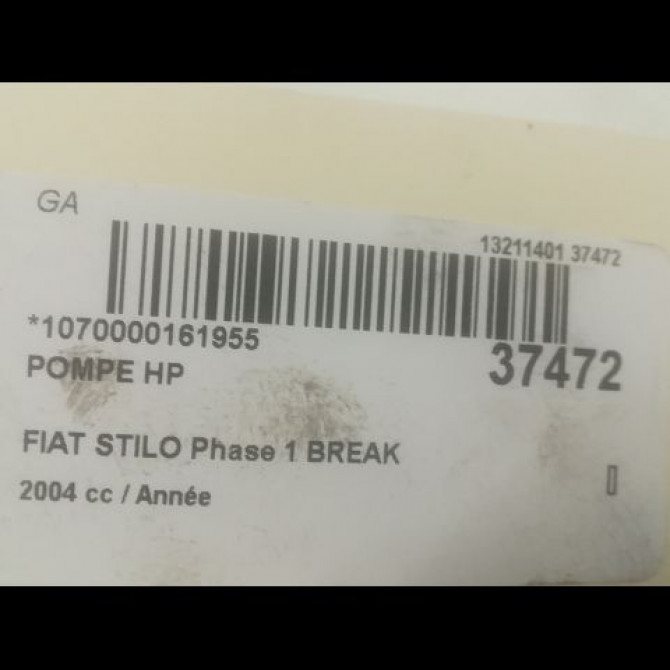 GA
13211401 37472
*1070000161955
37472
POMPE HP
FIAT STILO Phase 1 BREAK
2004 cc / Année